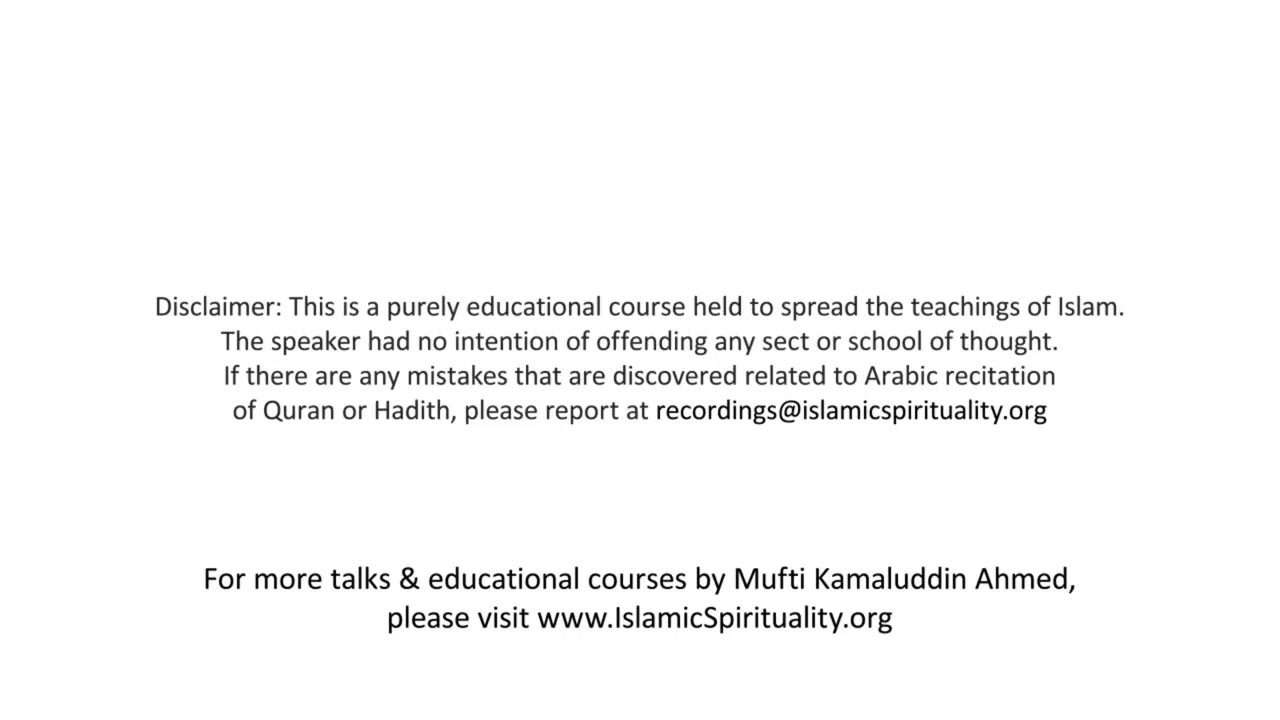 Disclaimer: This is a purely educational course held to spread the teachings of Islam.
The speaker had no intention of offending any sect or school of thought.
If there are any mistakes that are discovered related to Arabic recitation
of Quran or Hadith, please report at recordings@islamicspirituality.org
For more talks & educational courses by Mufti Kamaluddin Ahmed,
please visit www.IslamicSpirituality.org